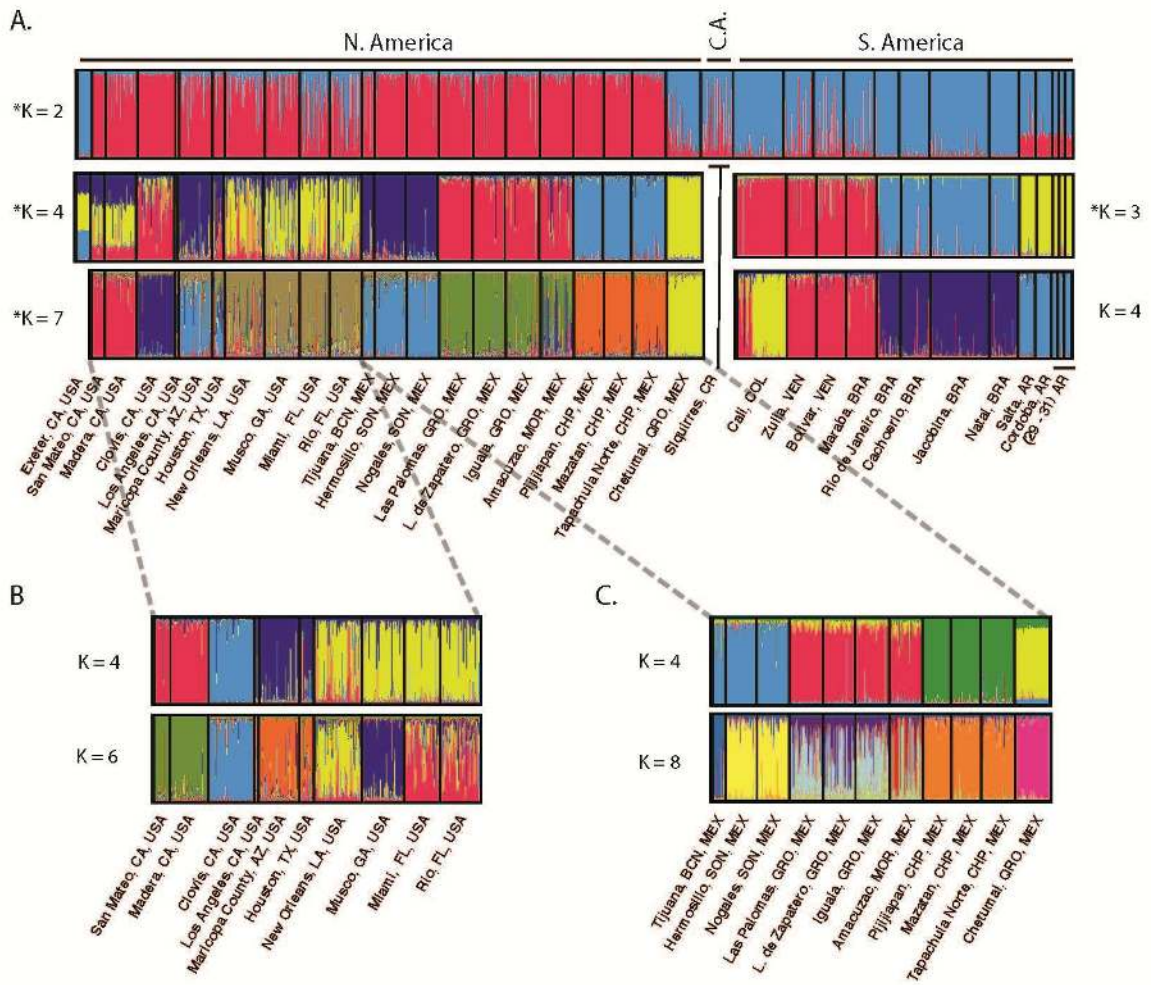 A.
N. America
C.A.
S. America
*K = 2
*K = 4
*K = 3
*K = 7
K = 4
Exeter, CA, USA
San Mateo, CA, USA
Madera, CA, USA
Clovis, CA, USA
Los Angeles, CA, USA
Maricopa County, AZ, USA
Houston, TX, USA
New Orleans, LA, USA
Musco, GA, USA
Miami, FL, USA
Rio, FL, USA
Tijuana, BCN, MEX
Hermosillo, SON, MEX
Nogales, SON, MEX
Las Palomas, GRO, MEX
L. de Zapatero, GRO, MEX
Iguala, GRO, MEX
Amacuzac, MOR, MEX
Pijijiapan, CHP, MEX
Mazatan, CHP, MEX
Tapachula Norte, CHP, MEX
Chetumal, QRO, MEX
Siquirres, CR
Cali, COL
Zulia, VEN
Bolivar, VEN
Maraba, BRA
Rio de Janeiro, BRA
Cachoerio, BRA
Jacobina, BRA
Natal, BRA
Salta, AR
Cordoba, AR
(29 - 31) AR
B
K = 4
K = 6
San Mateo, CA, USA
Madera, CA, USA
Clovis, CA, USA
Los Angeles, CA, USA
Maricopa County, AZ, USA
Houston, TX, USA
New Orleans, LA, USA
Musco, GA, USA
Miami, FL, USA
Rio, FL, USA
C.
K = 4
K = 8
Tijuana, BCN, MEX
Hermosillo, SON, MEX
Nogales, SON, MEX
Las Palomas, GRO, MEX
L. de Zapatero, GRO, MEX
Iguala, GRO, MEX
Amacuzac, MOR, MEX
Pijijiapan, CHP, MEX
Mazatan, CHP, MEX
Tapachula Norte, CHP, MEX
Chetumal, QRO, MEX